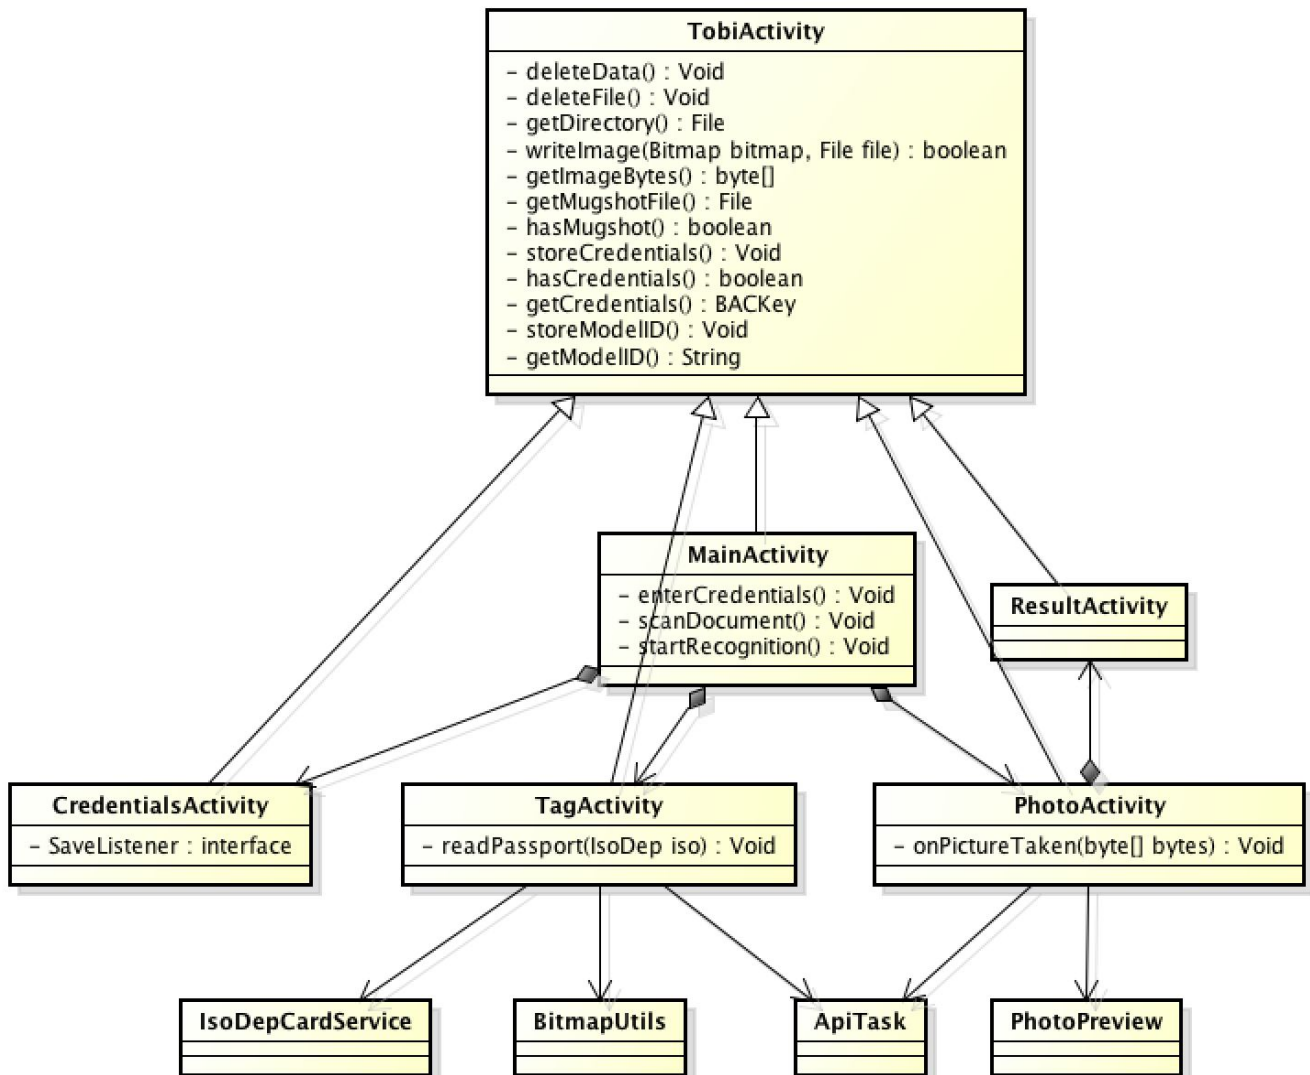 TobiActivity
– deleteData() : Void
– deleteFile() : Void
– getDirectory() : File
– writeImage(Bitmap bitmap, File file) : boolean
– getImageBytes() : byte[]
– getMugshotFile() : File
– hasMugshot() : boolean
– storeCredentials() : Void
– hasCredentials() : boolean
– getCredentials() : BACKey
– storeModelID() : Void
– getModelID() : String
MainActivity
– enterCredentials() : Void
– scanDocument() : Void
– startRecognition() : Void
ResultActivity
CredentialsActivity
– SaveListener : interface
TagActivity
– readPassport(IsoDep iso) : Void
PhotoActivity
– onPictureTaken(byte[] bytes) : Void
IsoDepCardService
BitmapUtils
ApiTask
PhotoPreview